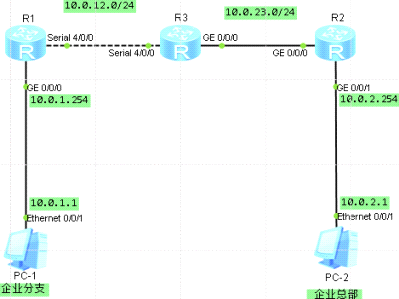 10.0.12.0/24
10.0.23.0/24
R1
R3
R2
Serial 4/0/0
Serial 4/0/0
GE 0/0/0
GE 0/0/0
GE 0/0/0
10.0.1.254
GE 0/0/1
10.0.2.254
10.0.1.1
Ethernet 0/0/1
10.0.2.1
Ethernet 0/0/1
PC-1
企业分支
PC-2
企业总部